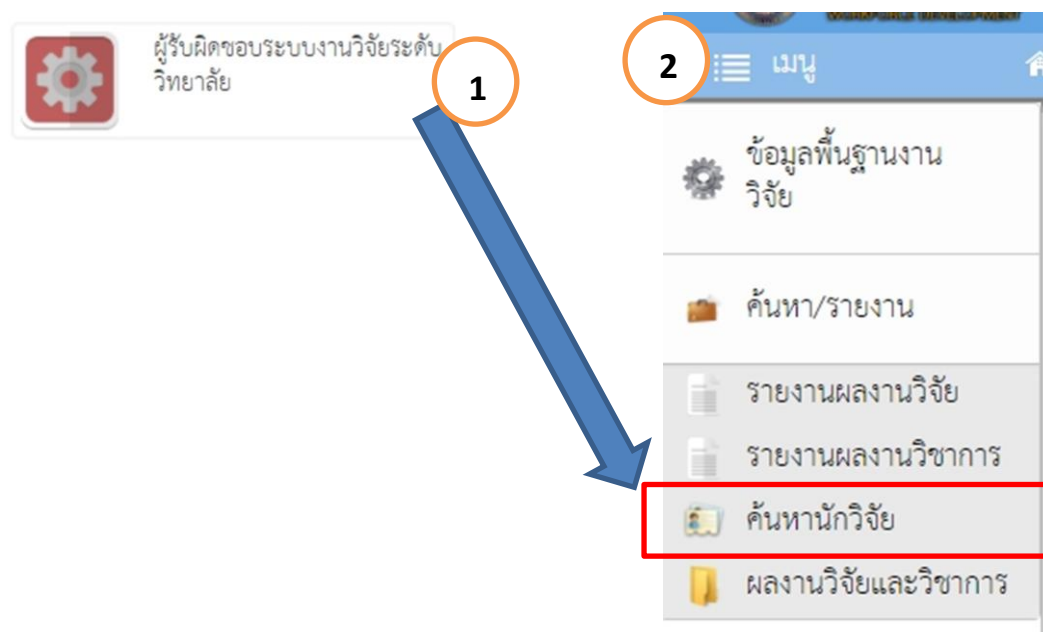 ผู้รับผิดชอบระบบงานวิจัยระดับ
วิทยาลัย
1
2
WORKFORCE DEVELOPMENT
เมนู
ข้อมูลพื้นฐานงาน
วิจัย
ค้นหา/รายงาน
รายงานผลงานวิจัย
รายงานผลงานวิชาการ
ค้นหานักวิจัย
ผลงานวิจัยและวิชาการ